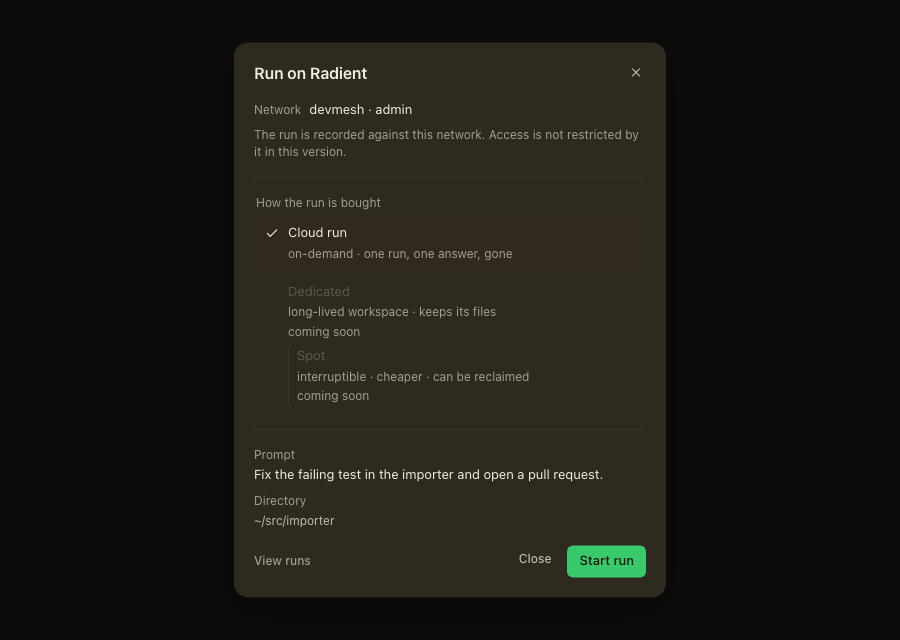 Run on Radient
Network devmesh · admin
The run is recorded against this network. Access is not restricted by
it in this version.
How the run is bought
Cloud run
on-demand · one run, one answer, gone
Dedicated
long-lived workspace · keeps its files
coming soon
Spot
interruptible · cheaper · can be reclaimed
coming soon
Prompt
Fix the failing test in the importer and open a pull request.
Directory
~/src/importer
View runs
Close
Start run